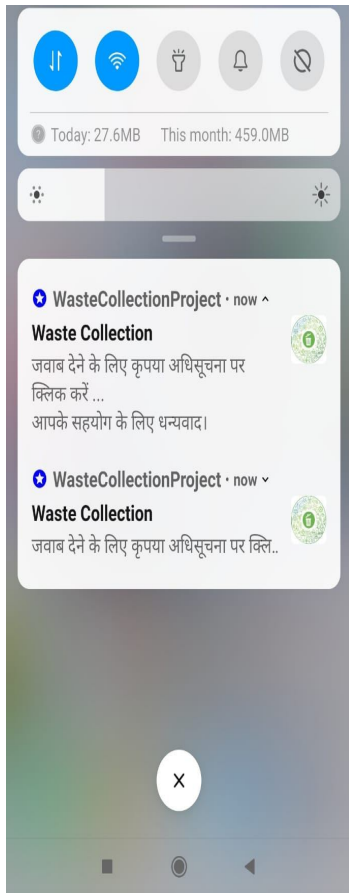 Today: 27.6MB This month: 459.0MB
WasteCollectionProject · now
Waste Collection
जवाब देने के लिए कृपया अधिसूचना पर
क्लिक करें ...
आपके सहयोग के लिए धन्यवाद।
WasteCollectionProject · now
Waste Collection
जवाब देने के लिए कृपया अधिसूचना पर क्लि..